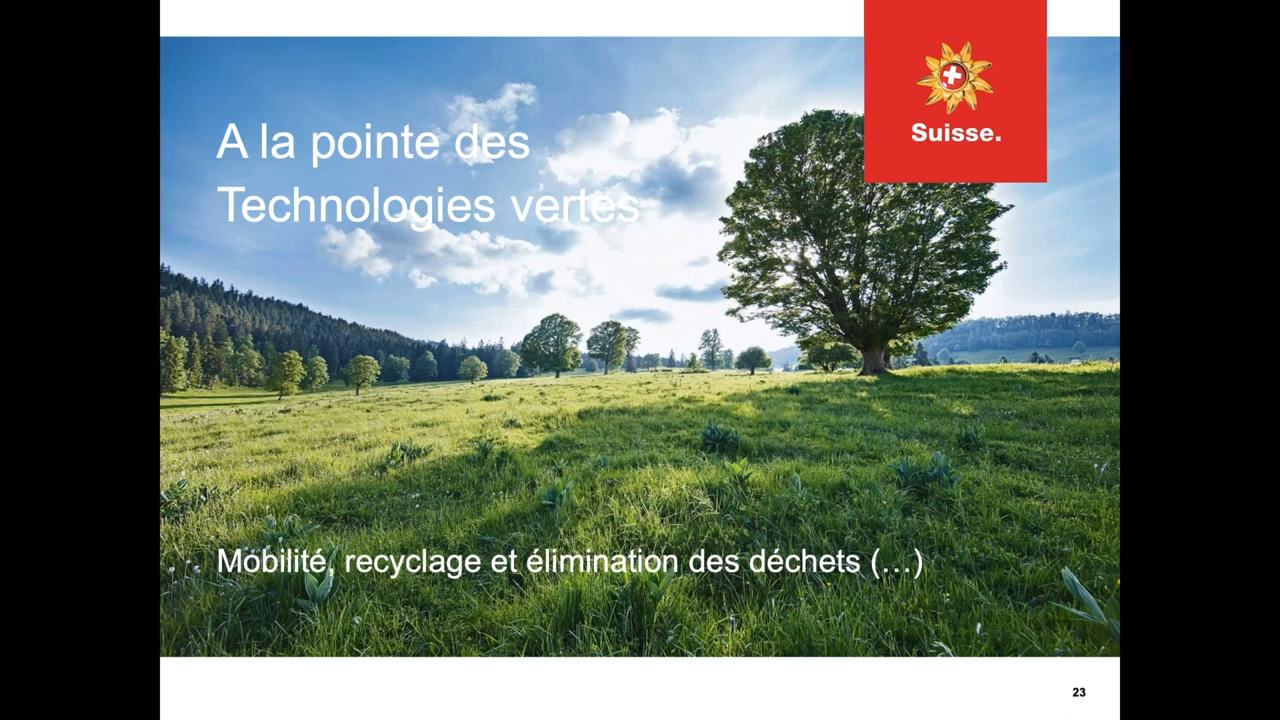 Suisse.
A la pointe des
Technologies vertes
Mobilité, recyclage et élimination des déchets (…)
23